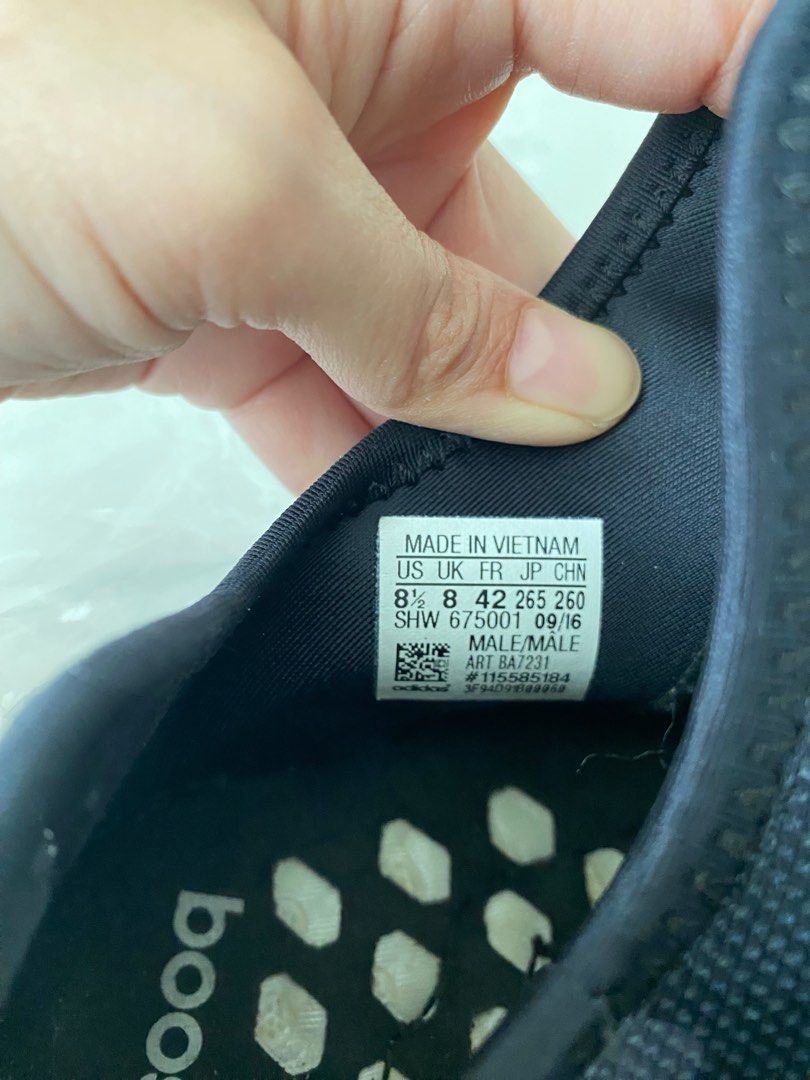 MADE IN VIETNAM
US UK FR JP CHN
8½ 8 42 265 260
SHW 675001 09/16
MALE/MÂLE
ART BA7231
#115585184
adidas
boos